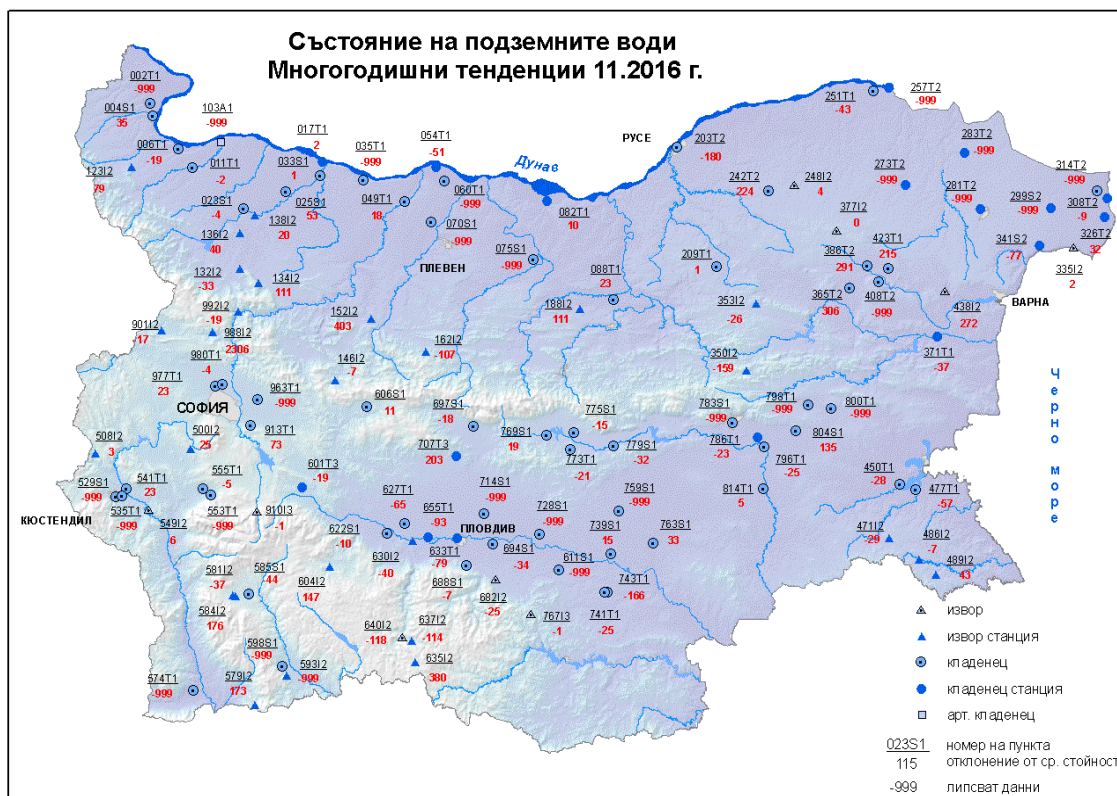 Състояние на подземните води
Многогодишни тенденции 11.2016 г.
002T1
-999
004S1
35
103A1
-999
006T1
-19
011T1
-2
123I2
79
017T1
2
033S1
1
035T1
-999
054T1
-51
025S1
53
023S1
-4
138I2
20
136I2
40
049T1
18
060T1
-999
070S1
-999
075S1
-999
082T1
10
088T1
23
132I2
-33
134I2
111
992I2
-19
988I2
2306
901I2
17
152I2
403
162I2
-107
146I2
-7
188I2
111
209T1
1
203T2
-180
РУСЕ
Дунав
ПЛЕВЕН
251T1
-43
257T2
-999
242T2
224
248I2
4
273T2
-999
283T2
-999
281T2
-999
299S2
-999
314T2
-999
308T2
-9
326T2
32
335I2
2
341S2
-77
377I2
0
386T2
291
423T1
215
365T2
306
408T2
-999
438I2
272
ВАРНА
353I2
-26
350I2
-159
371T1
-37
Черно море
980T1
-4
977T1
23
СОФИЯ
963T1
-999
913T1
73
500I2
25
508I2
3
606S1
11
697S1
-18
707T3
203
769S1
19
775S1
-15
773T1
-21
779S1
-32
783S1
-999
798T1
-999
800T1
-999
804S1
135
786T1
-23
796T1
-25
814T1
5
450T1
-28
477T1
-57
471I2
-29
486I2
-7
489I2
43
529S1
-999
541T1
23
535T1
-999
КЮСТЕНДИЛ
549I2
6
555T1
-5
553T1
-999
910I3
-1
601T3
-19
627T1
-65
622S1
-10
655T1
-93
630I2
-40
633T1
-79
ПЛОВДИВ
714S1
-999
728S1
-999
759S1
-999
739S1
15
763S1
33
694S1
-34
611S1
-999
688S1
-7
682I2
-25
743T1
-166
741T1
-25
767I3
-1
581I2
-37
585S1
-44
584I2
176
604I2
147
598S1
-999
593I2
-999
579I2
173
574T1
-999
640I2
-118
637I2
-114
635I2
380
извор
извор станция
кладенец
кладенец станция
арт. кладенец
023S1 номер на пункта
115 отклонение от ср. стойност
-999 липсват данни